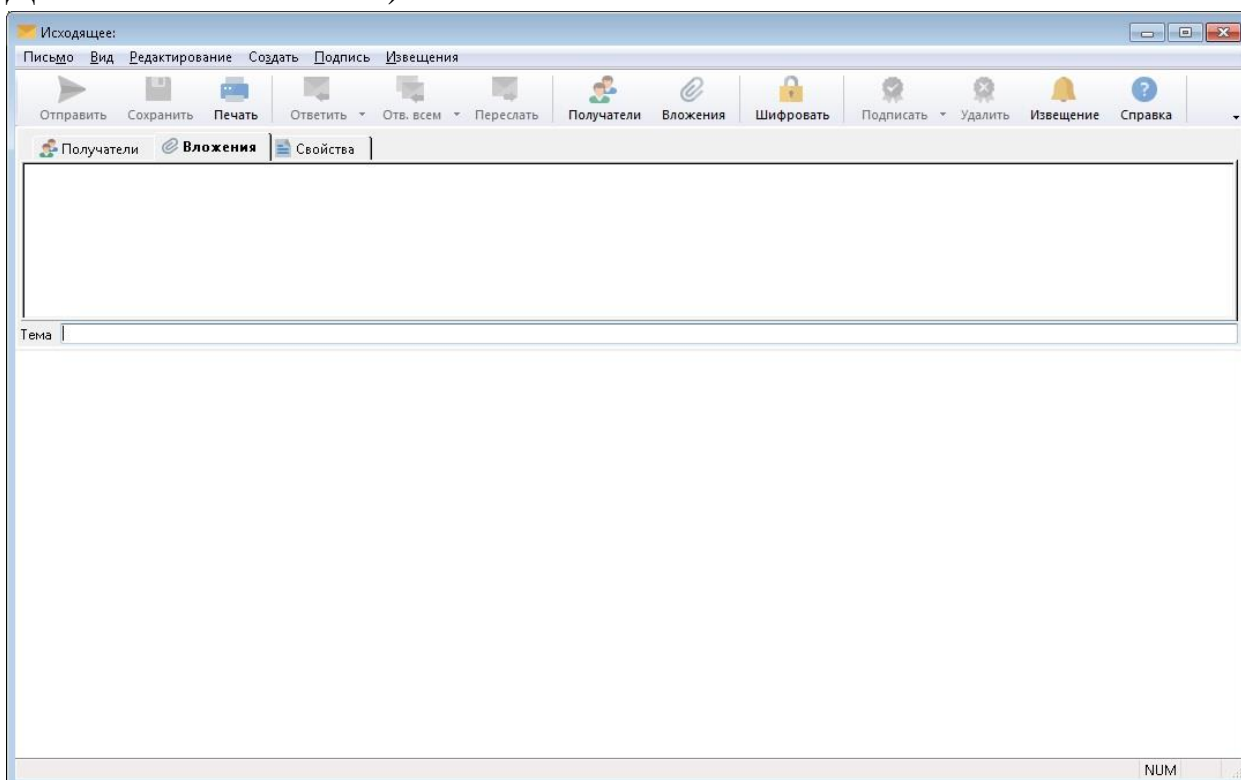 Исходящее:
Письмо Вид Редактирование Создать Подпись Извещения
Отправить Сохранить Печать Ответить Отв. всем Переслать Получатели Вложения Шифровать Подписать Удалить Извещение Справка
Получатели Вложения Свойства
Тема
NUM